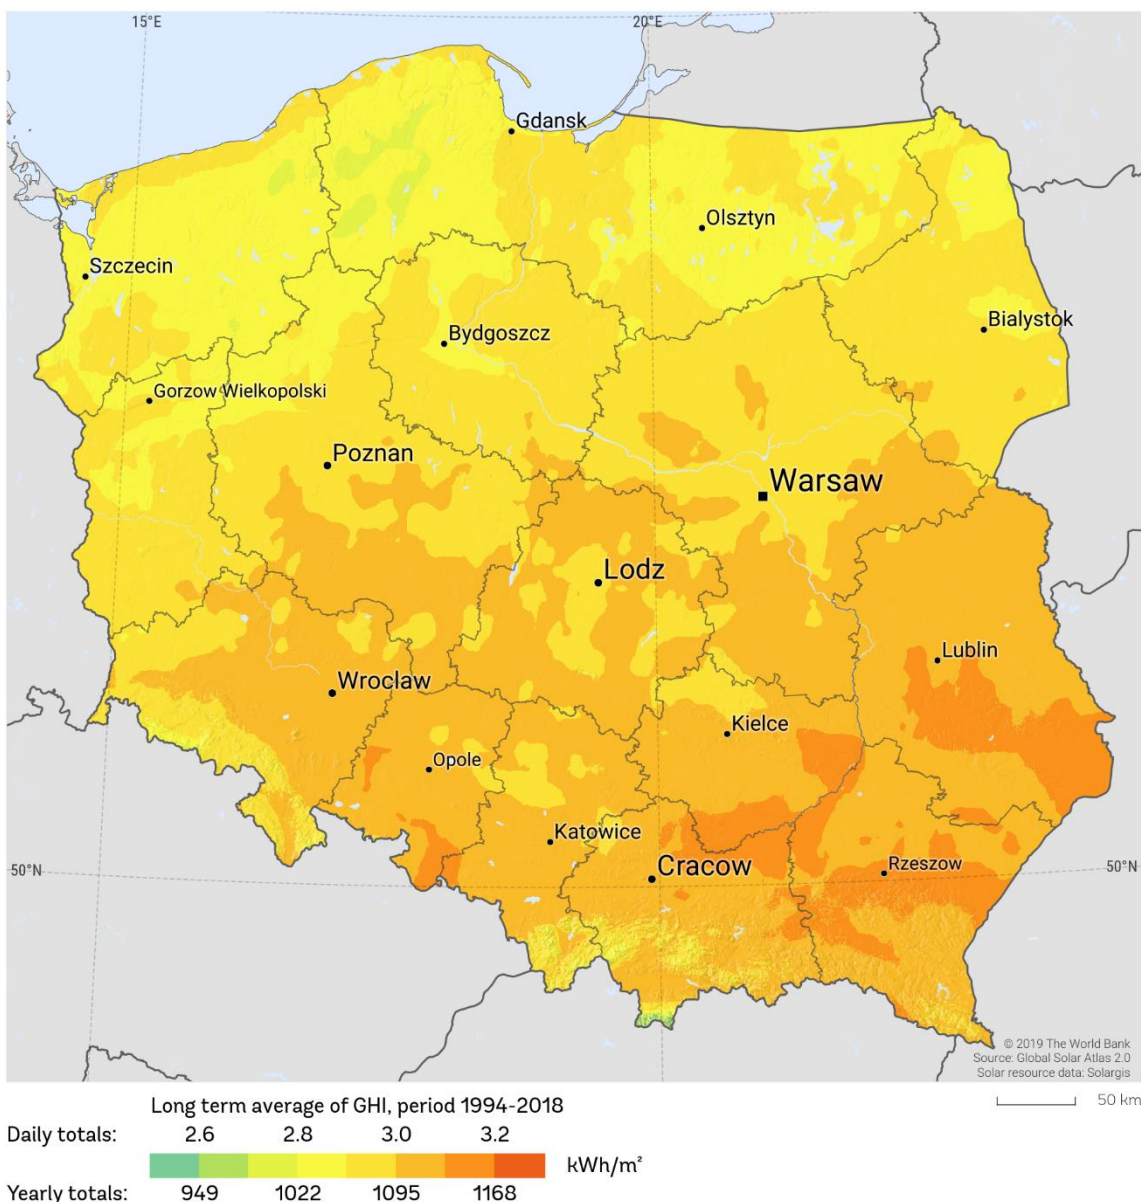 15°E 20°E
Gdansk
Olsztyn
Szczecin
Bialystok
Bydgoszcz
Gorzow Wielkopolski
Poznan
Warsaw
Lodz
Lublin
Wroclaw
Kielce
Opole
Katowice
Cracow
Rzeszow
50°N 50°N
© 2019 The World Bank
Source: Global Solar Atlas 2.0
Solar resource data: Solargis
50 km
Long term average of GHI, period 1994-2018
Daily totals: 2.6 2.8 3.0 3.2
kWh/m²
Yearly totals: 949 1022 1095 1168